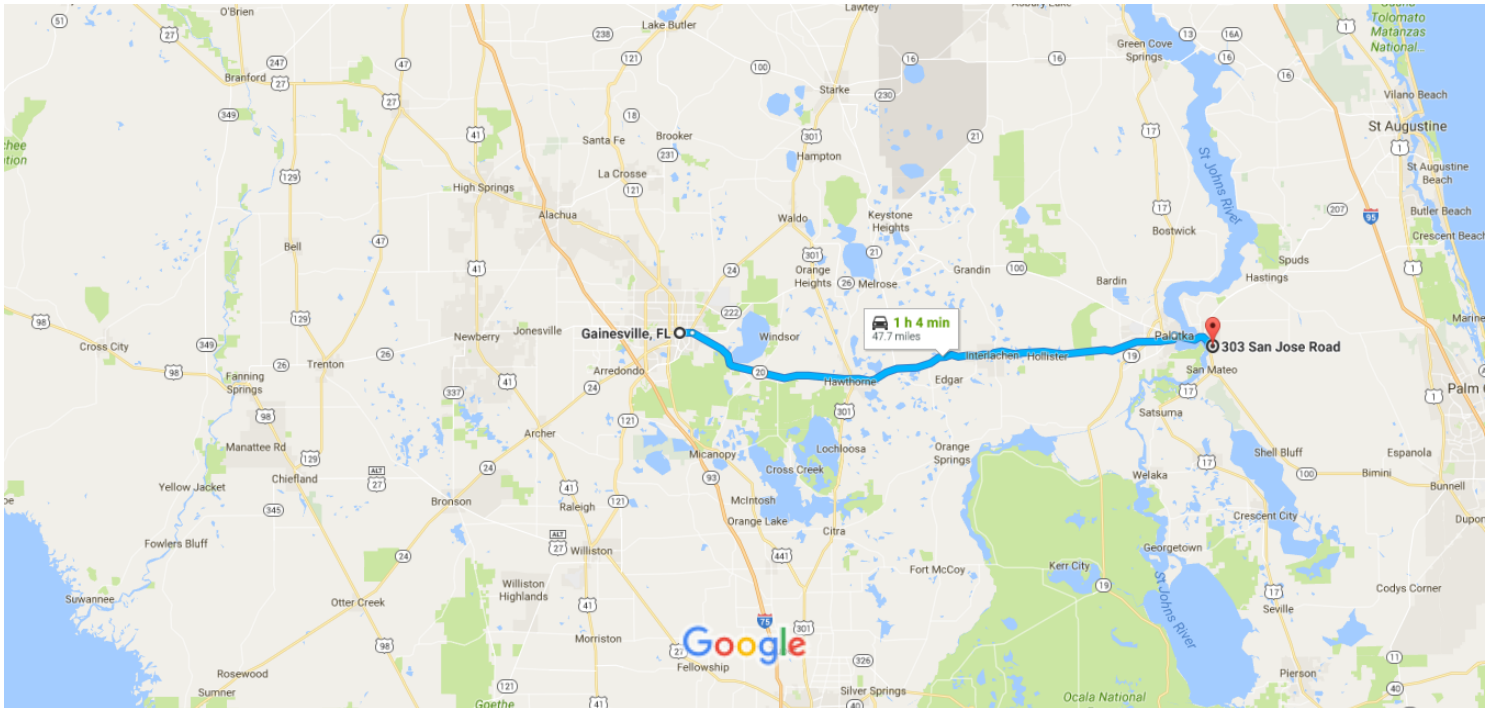 O'Brien
Lake Butler
Lawtey
Green Cove
Springs
Tolomato
Matanzas
National...
Branford
Starke
Vilano Beach
St Augustine
Santa Fe
Brooker
Hampton
St Augustine
Beach
La Crosse
High Springs
Alachua
Waldo
Keystone
Heights
St Johns River
Butler Beach
Crescent Beach
Bell
Bostwick
Spuds
Orange
Heights
Melrose
Grandin
Bardin
Hastings
Cross City
Newberry
Jonesville
Gainesville, FL
Windsor
1 h 4 min
47.7 miles
Palatka
303 San Jose Road
Trenton
Arredondo
Hawthorne
Interlachen
Hollister
Edgar
San Mateo
Fanning
Springs
Satsuma
Manattee Rd
Archer
Micanopy
Lochloosa
Cross Creek
Orange
Springs
Shell Bluff
Espanola
Chiefland
Welaka
Bimini
Yellow Jacket
Bronson
Raleigh
McIntosh
Orange Lake
Citra
Crescent City
Bunnell
Fowlers Bluff
Williston
Georgetown
Fort McCoy
Kerr City
Williston
Highlands
Codys Corner
Suwannee
Otter Creek
St Johns River
Seville
Morriston
Google
Fellowship
Rosewood
Sumner
Silver Springs
Pierson
Goethe
Ocala National